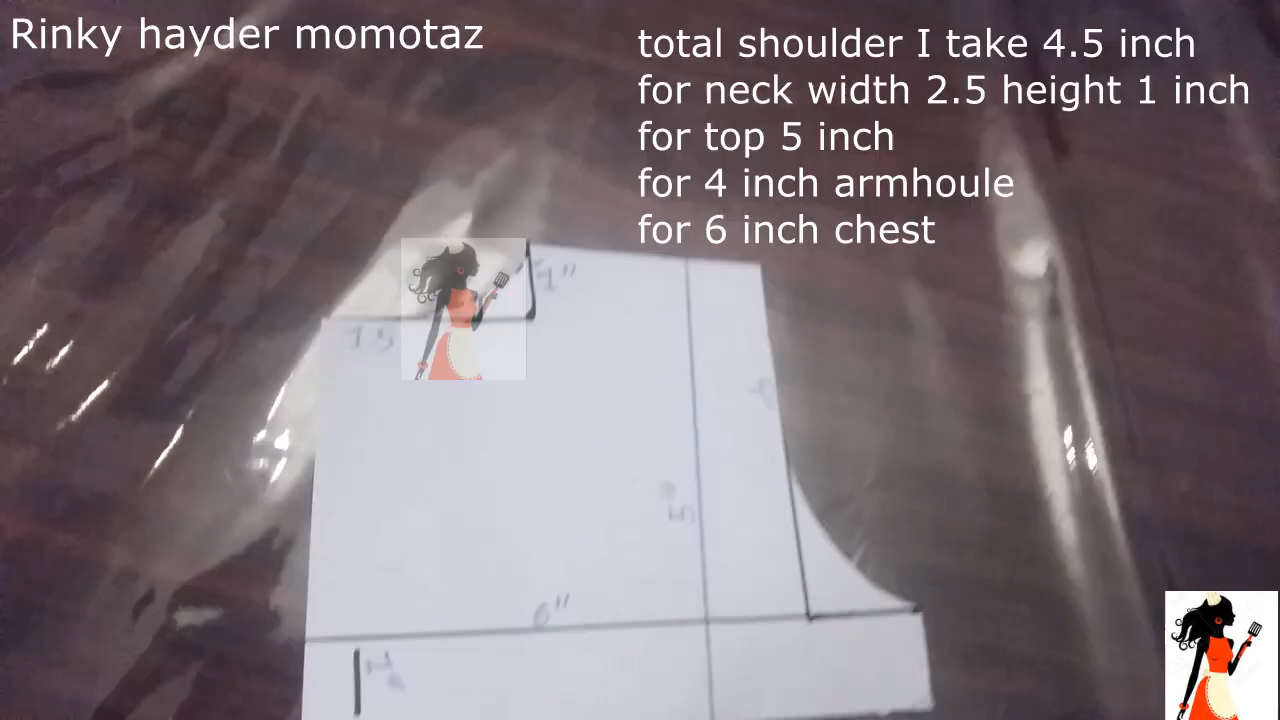 Rinky hayder momotaz
total shoulder I take 4.5 inch
for neck width 2.5 height 1 inch
for top 5 inch
for 4 inch armhoule
for 6 inch chest
1"
5"
6"